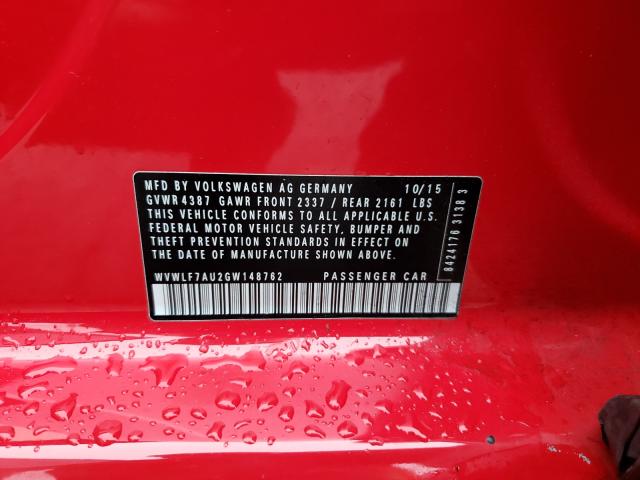 MFD BY VOLKSWAGEN AG GERMANY 10/15
GVWR 4387 GAWR FRONT 2337 / REAR 2161 LBS
THIS VEHICLE CONFORMS TO ALL APPLICABLE U.S.
FEDERAL MOTOR VEHICLE SAFETY, BUMPER AND
THEFT PREVENTION STANDARDS IN EFFECT ON
DATE OF MANUFACTURE SHOWN ABOVE.
WVWLF7AU2GW148762 PASSENGER CAR
8424176 3138 3